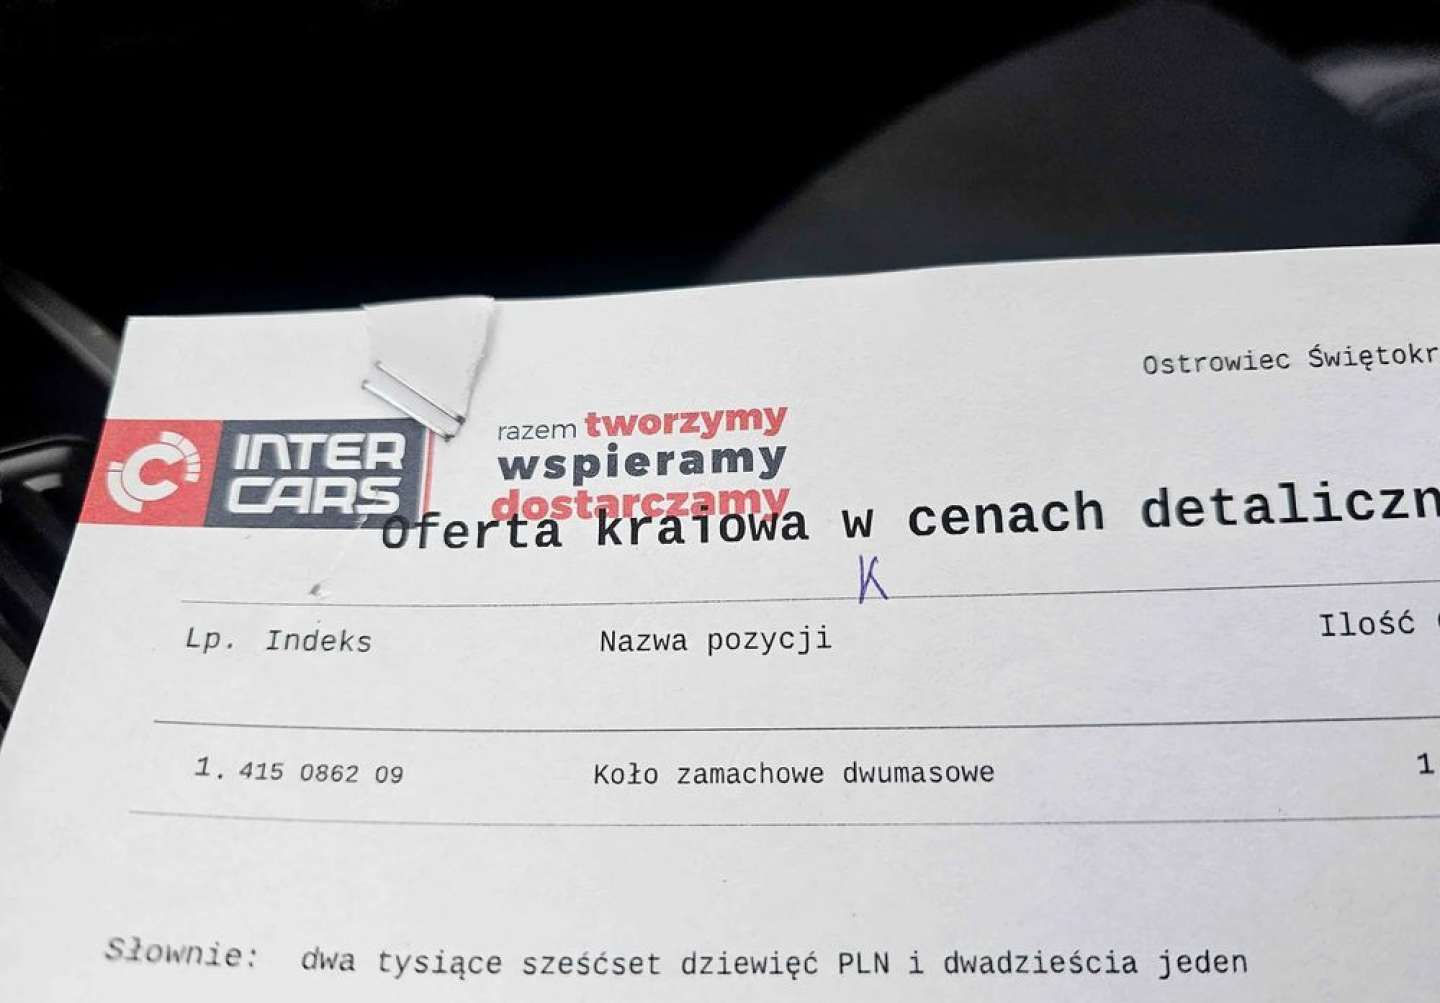 Ostrowiec Świętokr
INTER
CARS
razem tworzymy
wspieramy
dostarczamy
Oferta krajowa w cenach detaliczn
K
Lp. Indeks Nazwa pozycji Ilość
1. 415 0862 09 Koło zamachowe dwumasowe 1
Słownie: dwa tysiące sześćset dziewięć PLN i dwadzieścia jeden